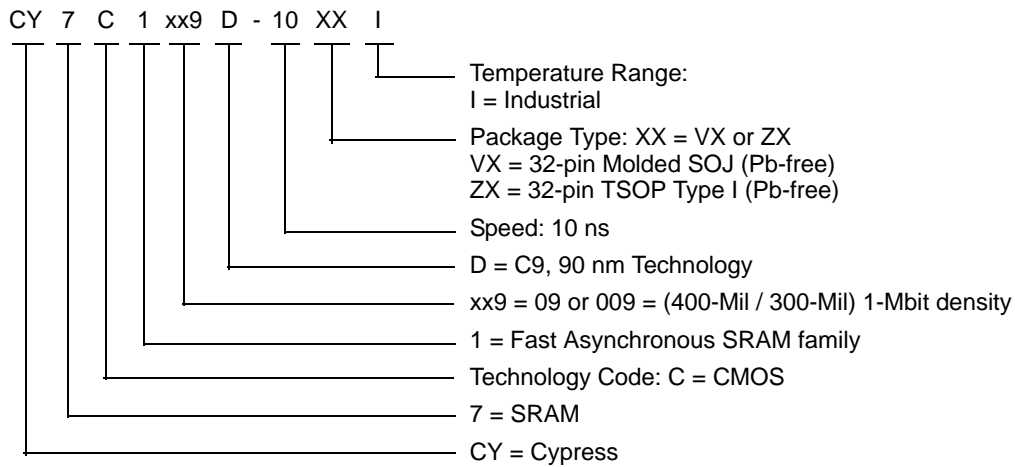 CY 7 C 1 xx9 D - 10 XX I
Temperature Range:
I = Industrial
Package Type: XX = VX or ZX
VX = 32-pin Molded SOJ (Pb-free)
ZX = 32-pin TSOP Type I (Pb-free)
Speed: 10 ns
D = C9, 90 nm Technology
xx9 = 09 or 009 = (400-Mil / 300-Mil) 1-Mbit density
1 = Fast Asynchronous SRAM family
Technology Code: C = CMOS
7 = SRAM
CY = Cypress